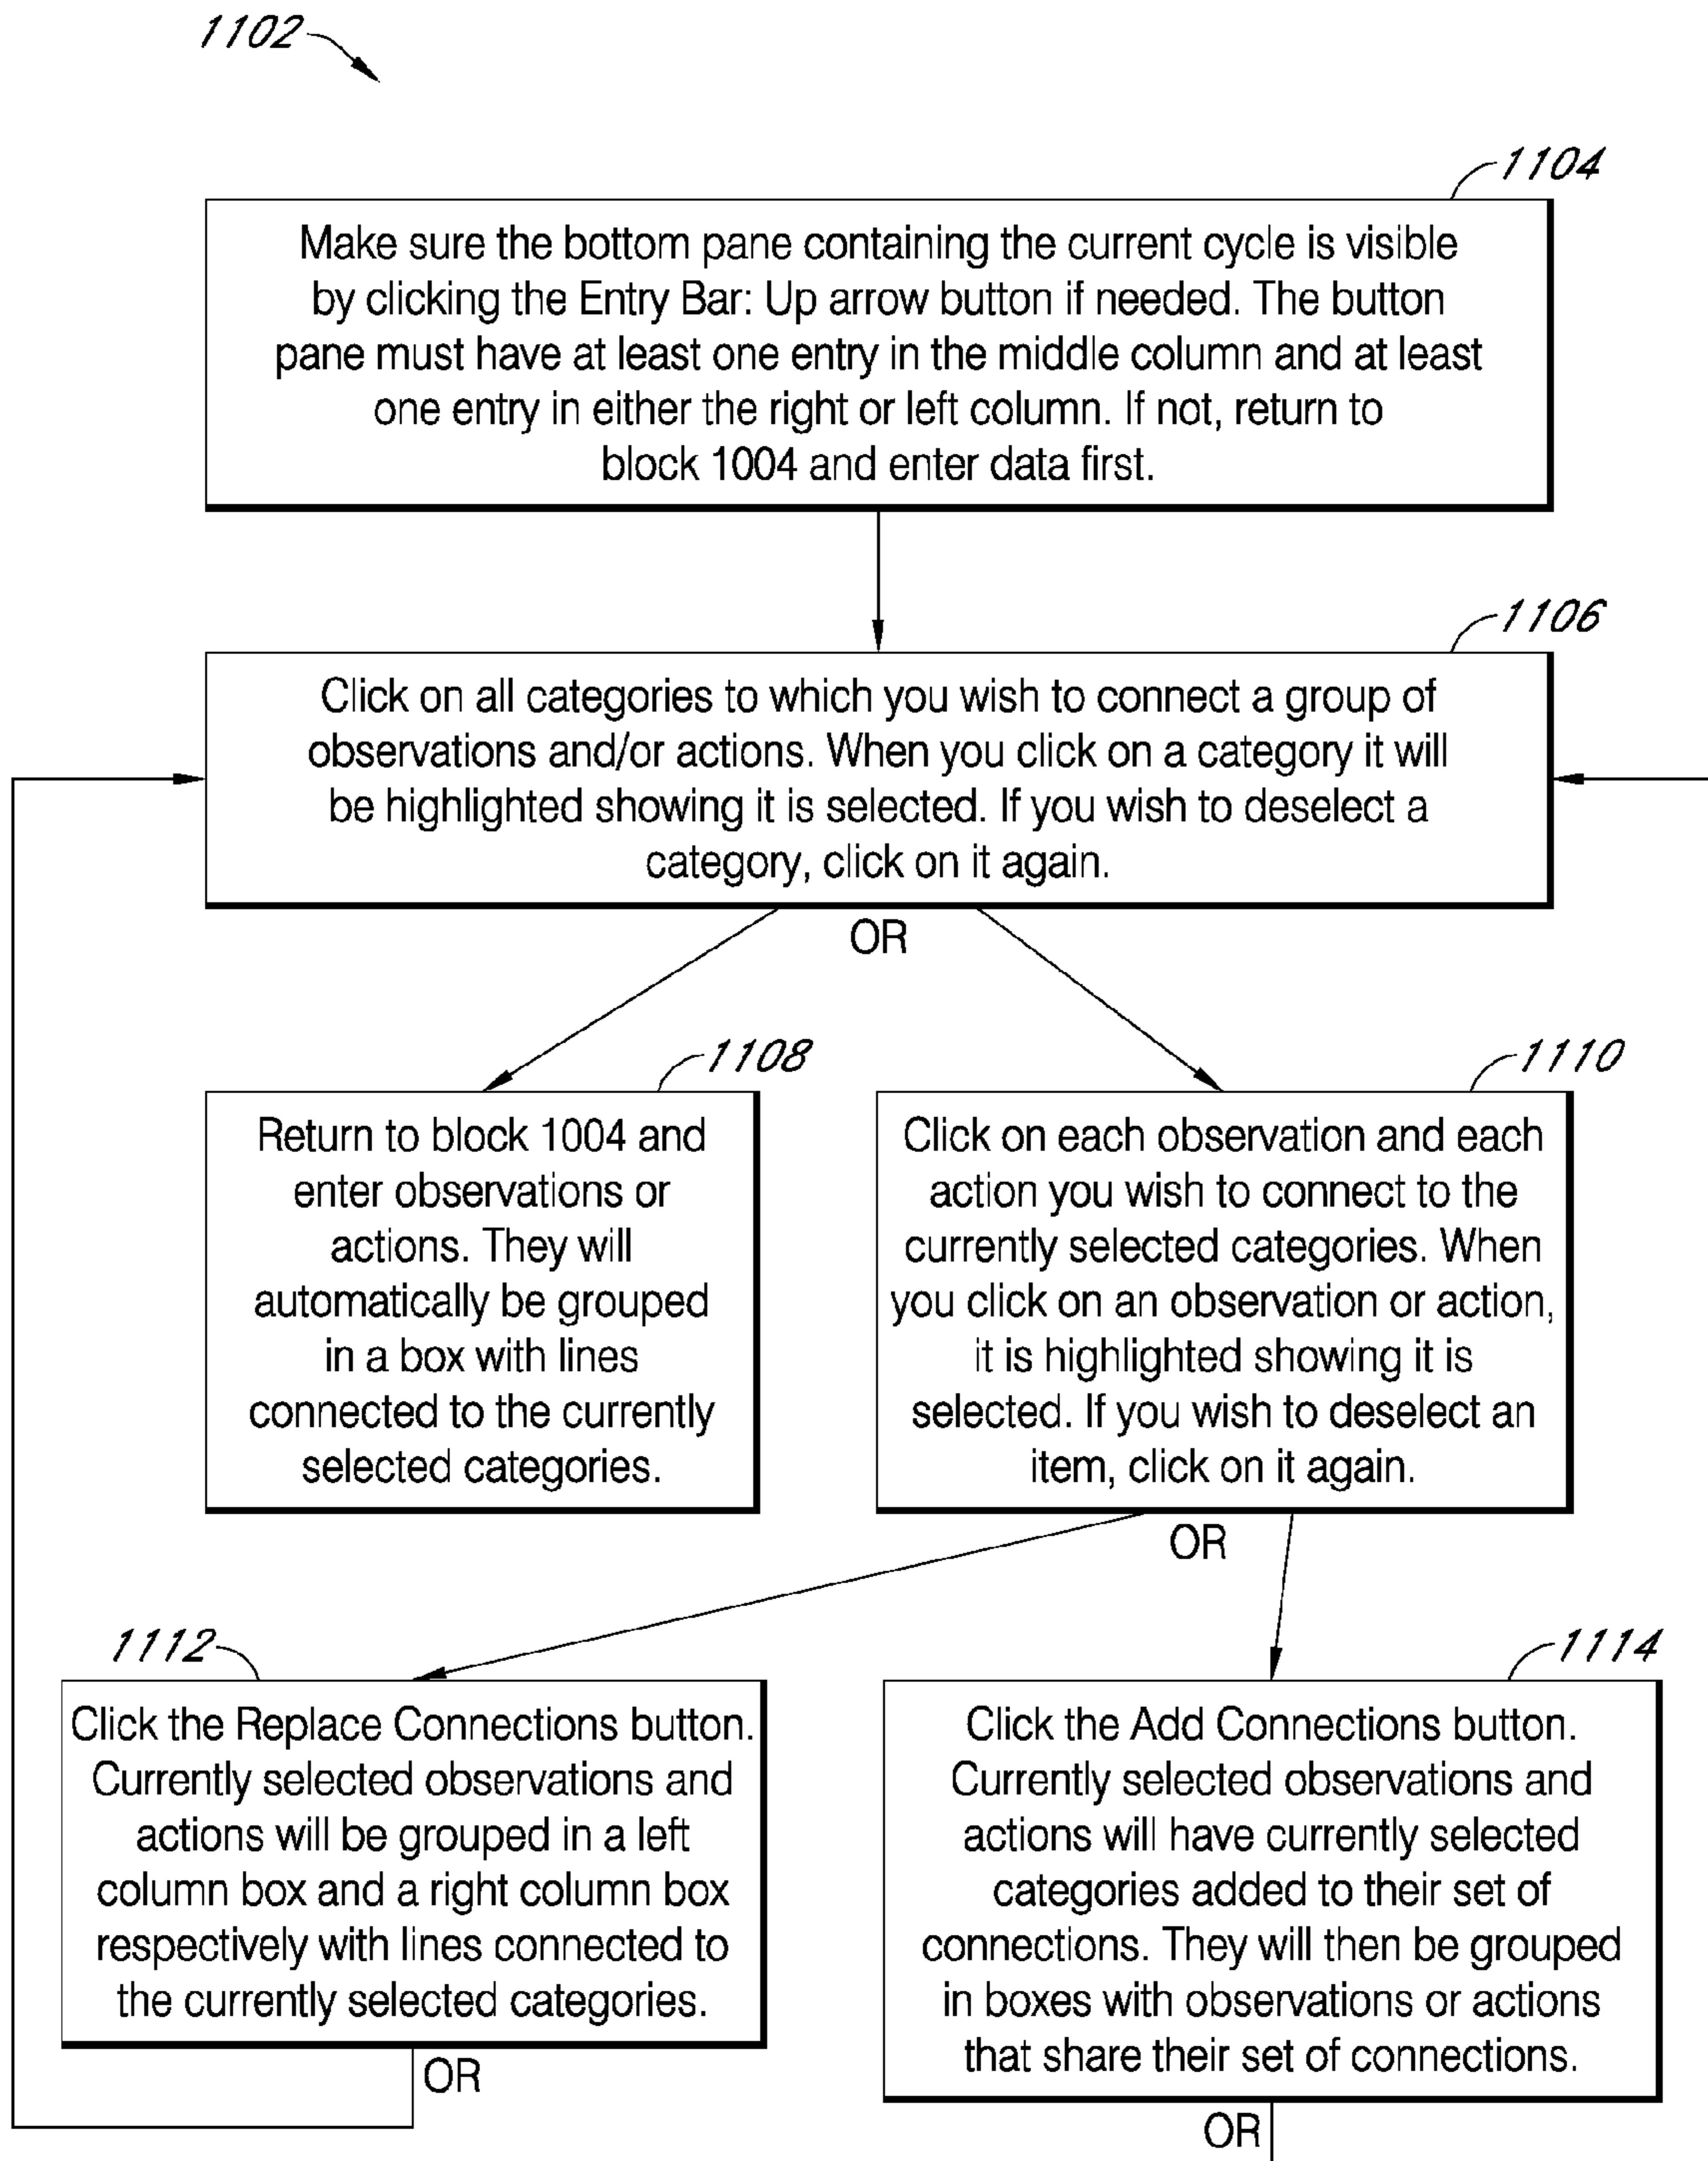 1102
1104
Make sure the bottom pane containing the current cycle is visible
by clicking the Entry Bar: Up arrow button if needed. The button
pane must have at least one entry in the middle column and at least
one entry in either the right or left column. If not, return to
block 1004 and enter data first.
1106
Click on all categories to which you wish to connect a group of
observations and/or actions. When you click on a category it will
be highlighted showing it is selected. If you wish to deselect a
category, click on it again.
OR
1108
Return to block 1004 and
enter observations or
actions. They will
automatically be grouped
in a box with lines
connected to the currently
selected categories.
1110
Click on each observation and each
action you wish to connect to the
currently selected categories. When
you click on an observation or action,
it is highlighted showing it is
selected. If you wish to deselect an
item, click on it again.
OR
1112
Click the Replace Connections button.
Currently selected observations and
actions will be grouped in a left
column box and a right column box
respectively with lines connected to
the currently selected categories.
OR
1114
Click the Add Connections button.
Currently selected observations and
actions will have currently selected
categories added to their set of
connections. They will then be grouped
in boxes with observations or actions
that share their set of connections.
OR